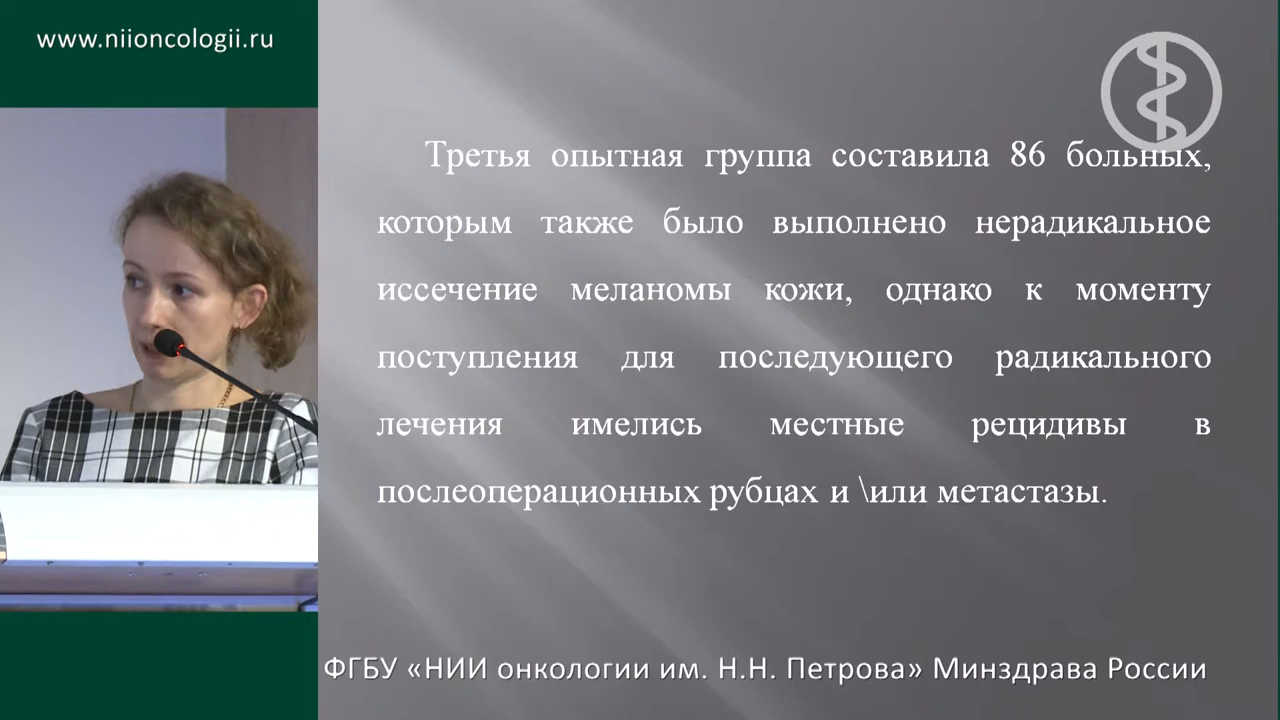 www.niioncologii.ru
Третья опытная группа составила 86 больных,
которым также было выполнено нерадикальное
иссечение меланомы кожи, однако к моменту
поступления для последующего радикального
лечения имелись местные рецидивы в
послеоперационных рубцах и \или метастазы.
ФГБУ «НИИ онкологии им. Н.Н. Петрова» Минздрава России